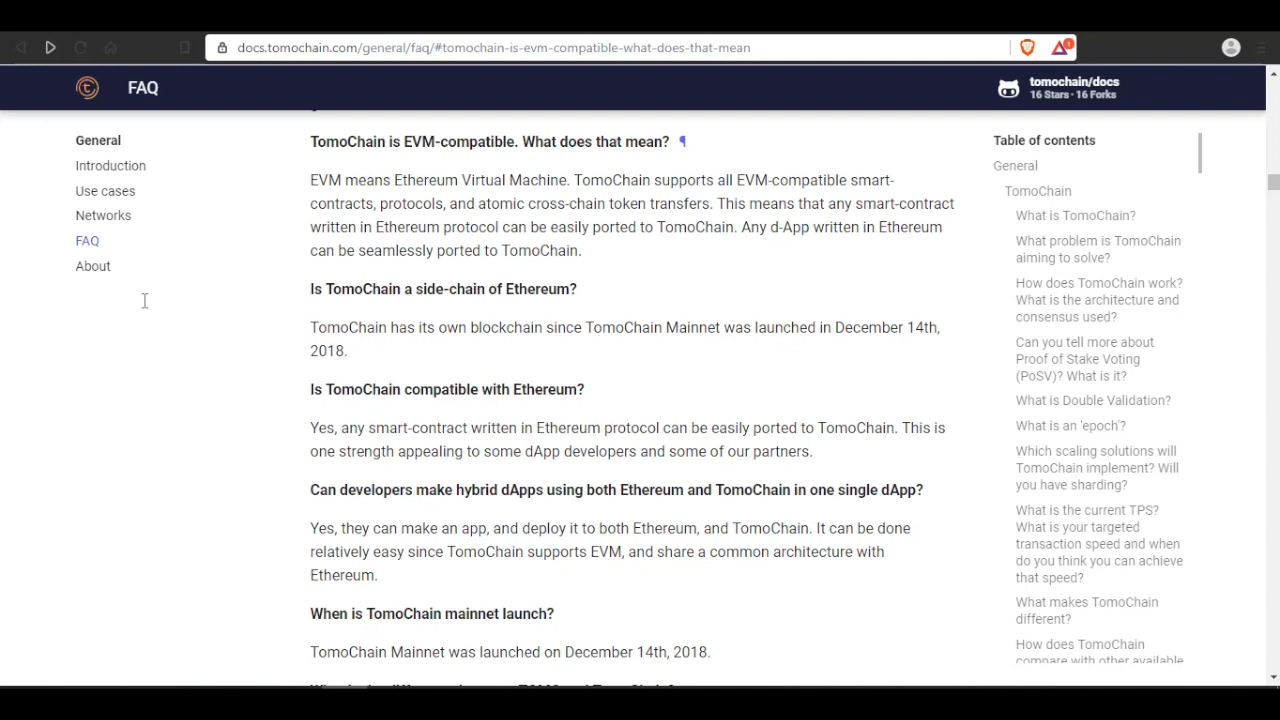 docs.tomochain.com/general/faq/#tomochain-is-evm-compatible-what-does-that-mean
1
FAQ
tomochain/docs
16 Stars · 16 Forks
General
Introduction
Use cases
Networks
FAQ
About
TomoChain is EVM-compatible. What does that mean? ¶
EVM means Ethereum Virtual Machine. TomoChain supports all EVM-compatible smart-
contracts, protocols, and atomic cross-chain token transfers. This means that any smart-contract
written in Ethereum protocol can be easily ported to TomoChain. Any d-App written in Ethereum
can be seamlessly ported to TomoChain.
Is TomoChain a side-chain of Ethereum?
TomoChain has its own blockchain since TomoChain Mainnet was launched in December 14th,
2018.
Is TomoChain compatible with Ethereum?
Yes, any smart-contract written in Ethereum protocol can be easily ported to TomoChain. This is
one strength appealing to some dApp developers and some of our partners.
Can developers make hybrid dApps using both Ethereum and TomoChain in one single dApp?
Yes, they can make an app, and deploy it to both Ethereum, and TomoChain. It can be done
relatively easy since TomoChain supports EVM, and share a common architecture with
Ethereum.
When is TomoChain mainnet launch?
TomoChain Mainnet was launched on December 14th, 2018.
Table of contents
General
TomoChain
What is TomoChain?
What problem is TomoChain
aiming to solve?
How does TomoChain work?
What is the architecture and
consensus used?
Can you tell more about
Proof of Stake Voting
(PoSV)? What is it?
What is Double Validation?
What is an 'epoch'?
Which scaling solutions will
TomoChain implement? Will
you have sharding?
What is the current TPS?
What is your targeted
transaction speed and when
do you think you can achieve
that speed?
What makes TomoChain
different?
How does TomoChain
compare with other available